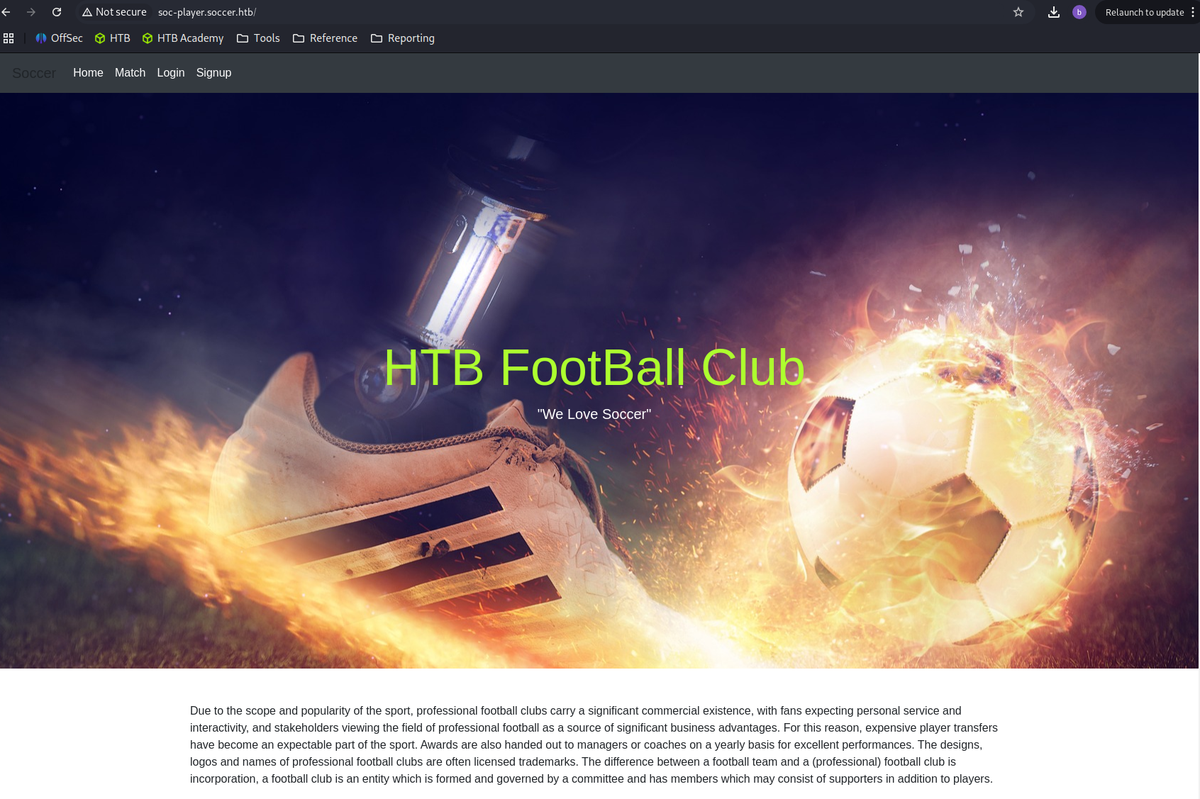 Not secure soc-player.soccer.htb/ b Relaunch to update
OffSec HTB HTB Academy Tools Reference Reporting
Soccer Home Match Login Signup
HTB FootBall Club
"We Love Soccer"
Due to the scope and popularity of the sport, professional football clubs carry a significant commercial existence, with fans expecting personal service and
interactivity, and stakeholders viewing the field of professional football as a source of significant business advantages. For this reason, expensive player transfers
have become an expectable part of the sport. Awards are also handed out to managers or coaches on a yearly basis for excellent performances. The designs,
logos and names of professional football clubs are often licensed trademarks. The difference between a football team and a (professional) football club is
incorporation, a football club is an entity which is formed and governed by a committee and has members which may consist of supporters in addition to players.